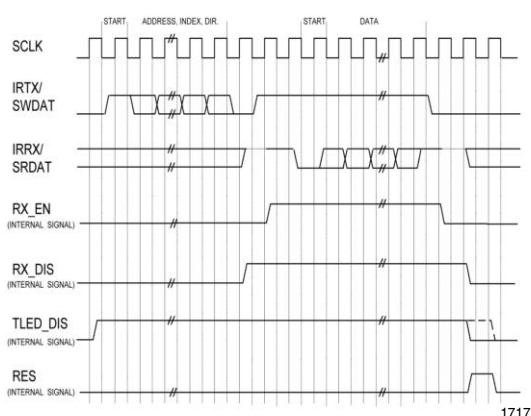 START ADDRESS, INDEX, DIR. START DATA
SCLK
IRTX/
SWDAT
IRRX/
SRDAT
RX_EN
(INTERNAL SIGNAL)
RX_DIS
(INTERNAL SIGNAL)
TLED_DIS
(INTERNAL SIGNAL)
RES
(INTERNAL SIGNAL)
1717